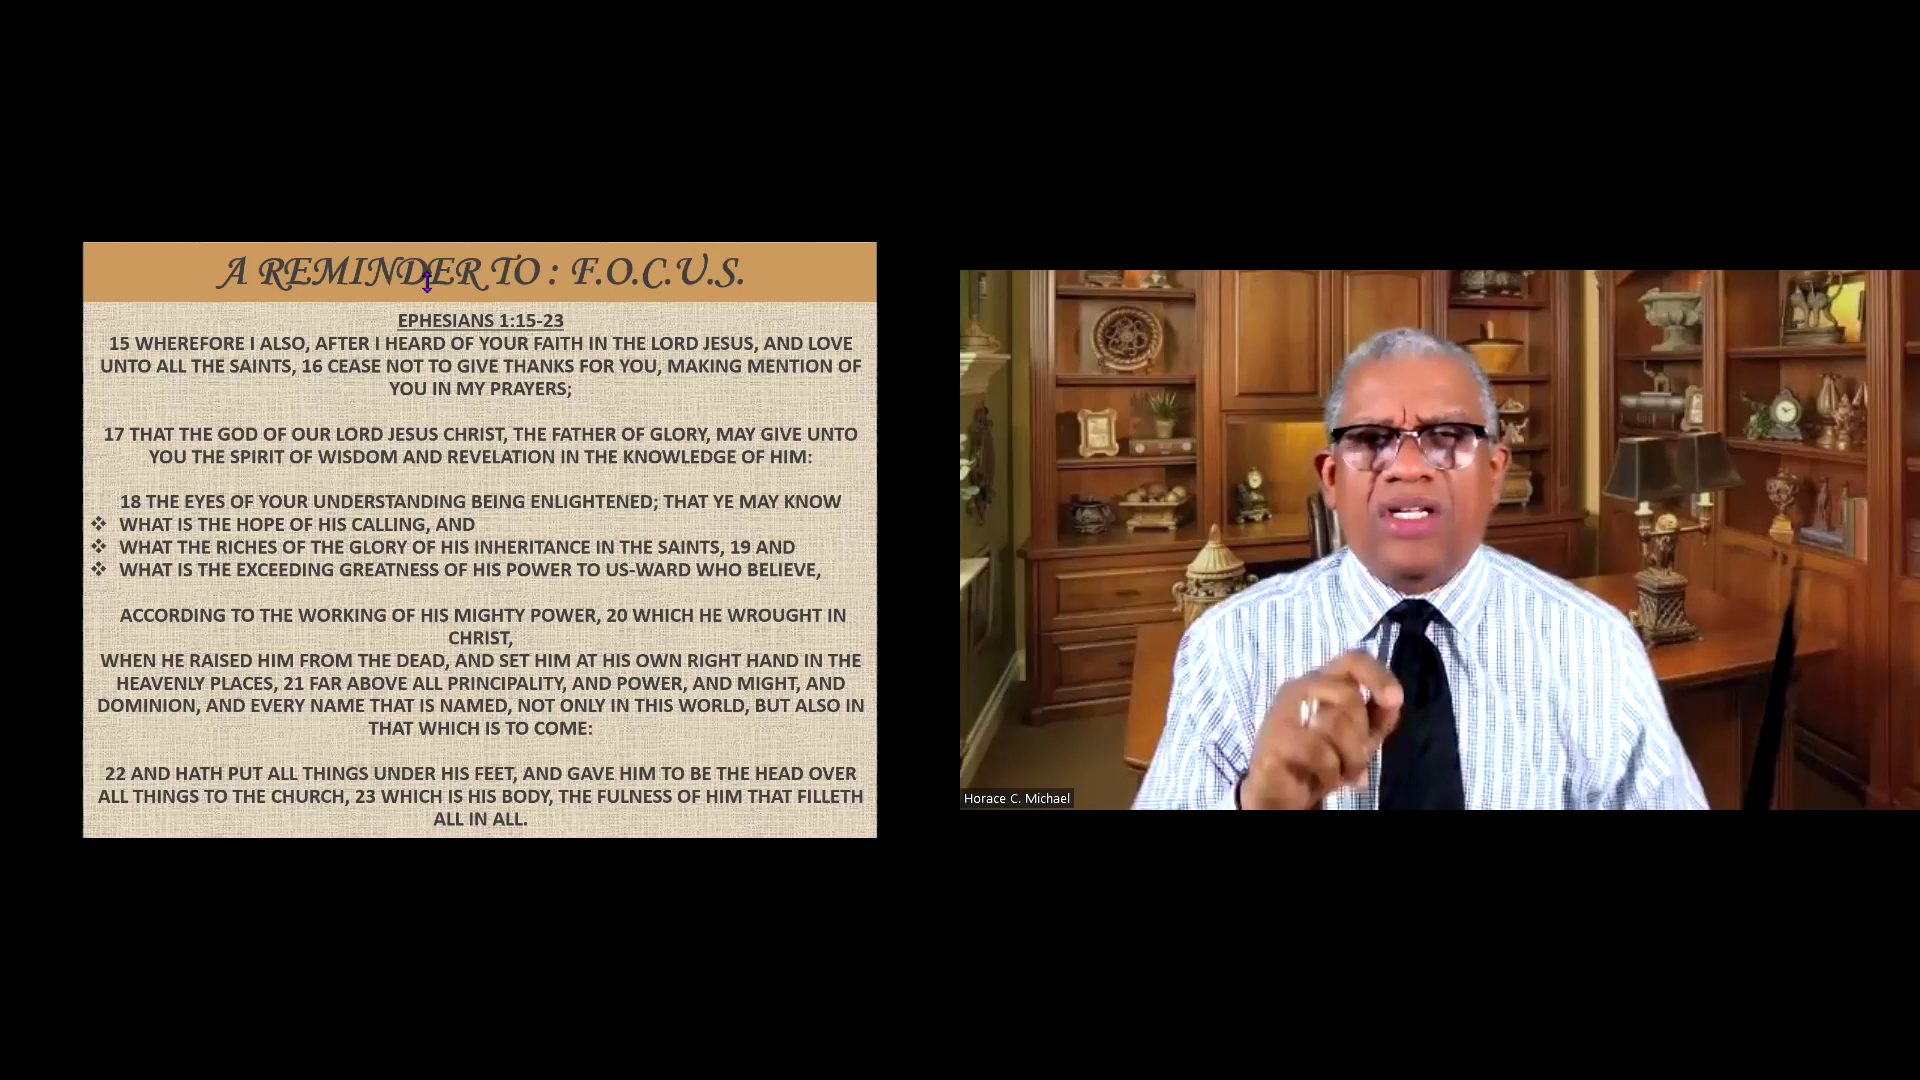 A REMINDER TO : F.O.C.U.S.
EPHESIANS 1:15-23
15 WHEREFORE I ALSO, AFTER I HEARD OF YOUR FAITH IN THE LORD JESUS, AND LOVE
UNTO ALL THE SAINTS, 16 CEASE NOT TO GIVE THANKS FOR YOU, MAKING MENTION OF
YOU IN MY PRAYERS;
17 THAT THE GOD OF OUR LORD JESUS CHRIST, THE FATHER OF GLORY, MAY GIVE UNTO
YOU THE SPIRIT OF WISDOM AND REVELATION IN THE KNOWLEDGE OF HIM:
18 THE EYES OF YOUR UNDERSTANDING BEING ENLIGHTENED; THAT YE MAY KNOW
❖ WHAT IS THE HOPE OF HIS CALLING, AND
❖ WHAT THE RICHES OF THE GLORY OF HIS INHERITANCE IN THE SAINTS, 19 AND
❖ WHAT IS THE EXCEEDING GREATNESS OF HIS POWER TO US-WARD WHO BELIEVE,
ACCORDING TO THE WORKING OF HIS MIGHTY POWER, 20 WHICH HE WROUGHT IN
CHRIST,
WHEN HE RAISED HIM FROM THE DEAD, AND SET HIM AT HIS OWN RIGHT HAND IN THE
HEAVENLY PLACES, 21 FAR ABOVE ALL PRINCIPALITY, AND POWER, AND MIGHT, AND
DOMINION, AND EVERY NAME THAT IS NAMED, NOT ONLY IN THIS WORLD, BUT ALSO IN
THAT WHICH IS TO COME:
22 AND HATH PUT ALL THINGS UNDER HIS FEET, AND GAVE HIM TO BE THE HEAD OVER
ALL THINGS TO THE CHURCH, 23 WHICH IS HIS BODY, THE FULNESS OF HIM THAT FILLETH
ALL IN ALL.
Horace C. Michael